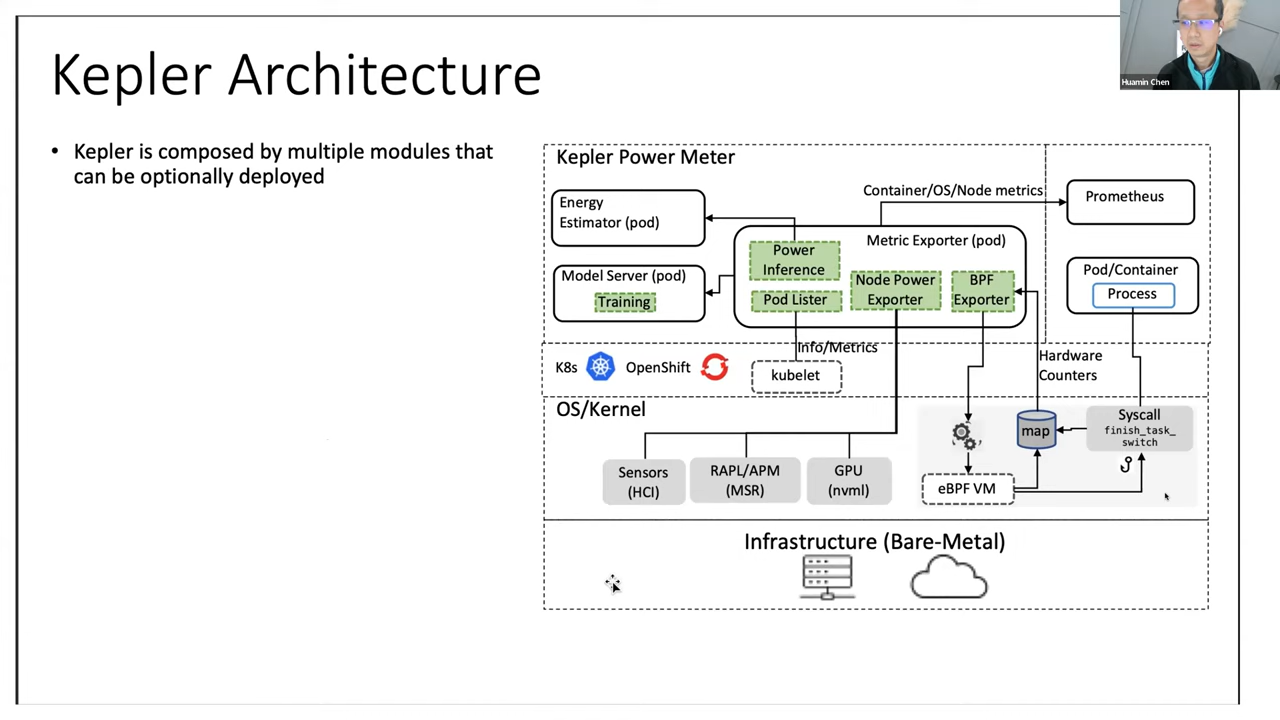 Kepler Architecture
Huamin Chen
• Kepler is composed by multiple modules that
can be optionally deployed
Kepler Power Meter
Energy
Estimator (pod)
Model Server (pod)
Training
Container/OS/Node metrics
Metric Exporter (pod)
Power
Inference
Pod Lister
Node Power
Exporter
BPF
Exporter
Prometheus
Pod/Container
Process
Info/Metrics
K8s
OpenShift
kubelet
Hardware
Counters
OS/Kernel
Sensors
(HCI)
RAPL/APM
(MSR)
GPU
(nvml)
eBPF VM
map
Syscall
finish_task_
switch
Infrastructure (Bare-Metal)